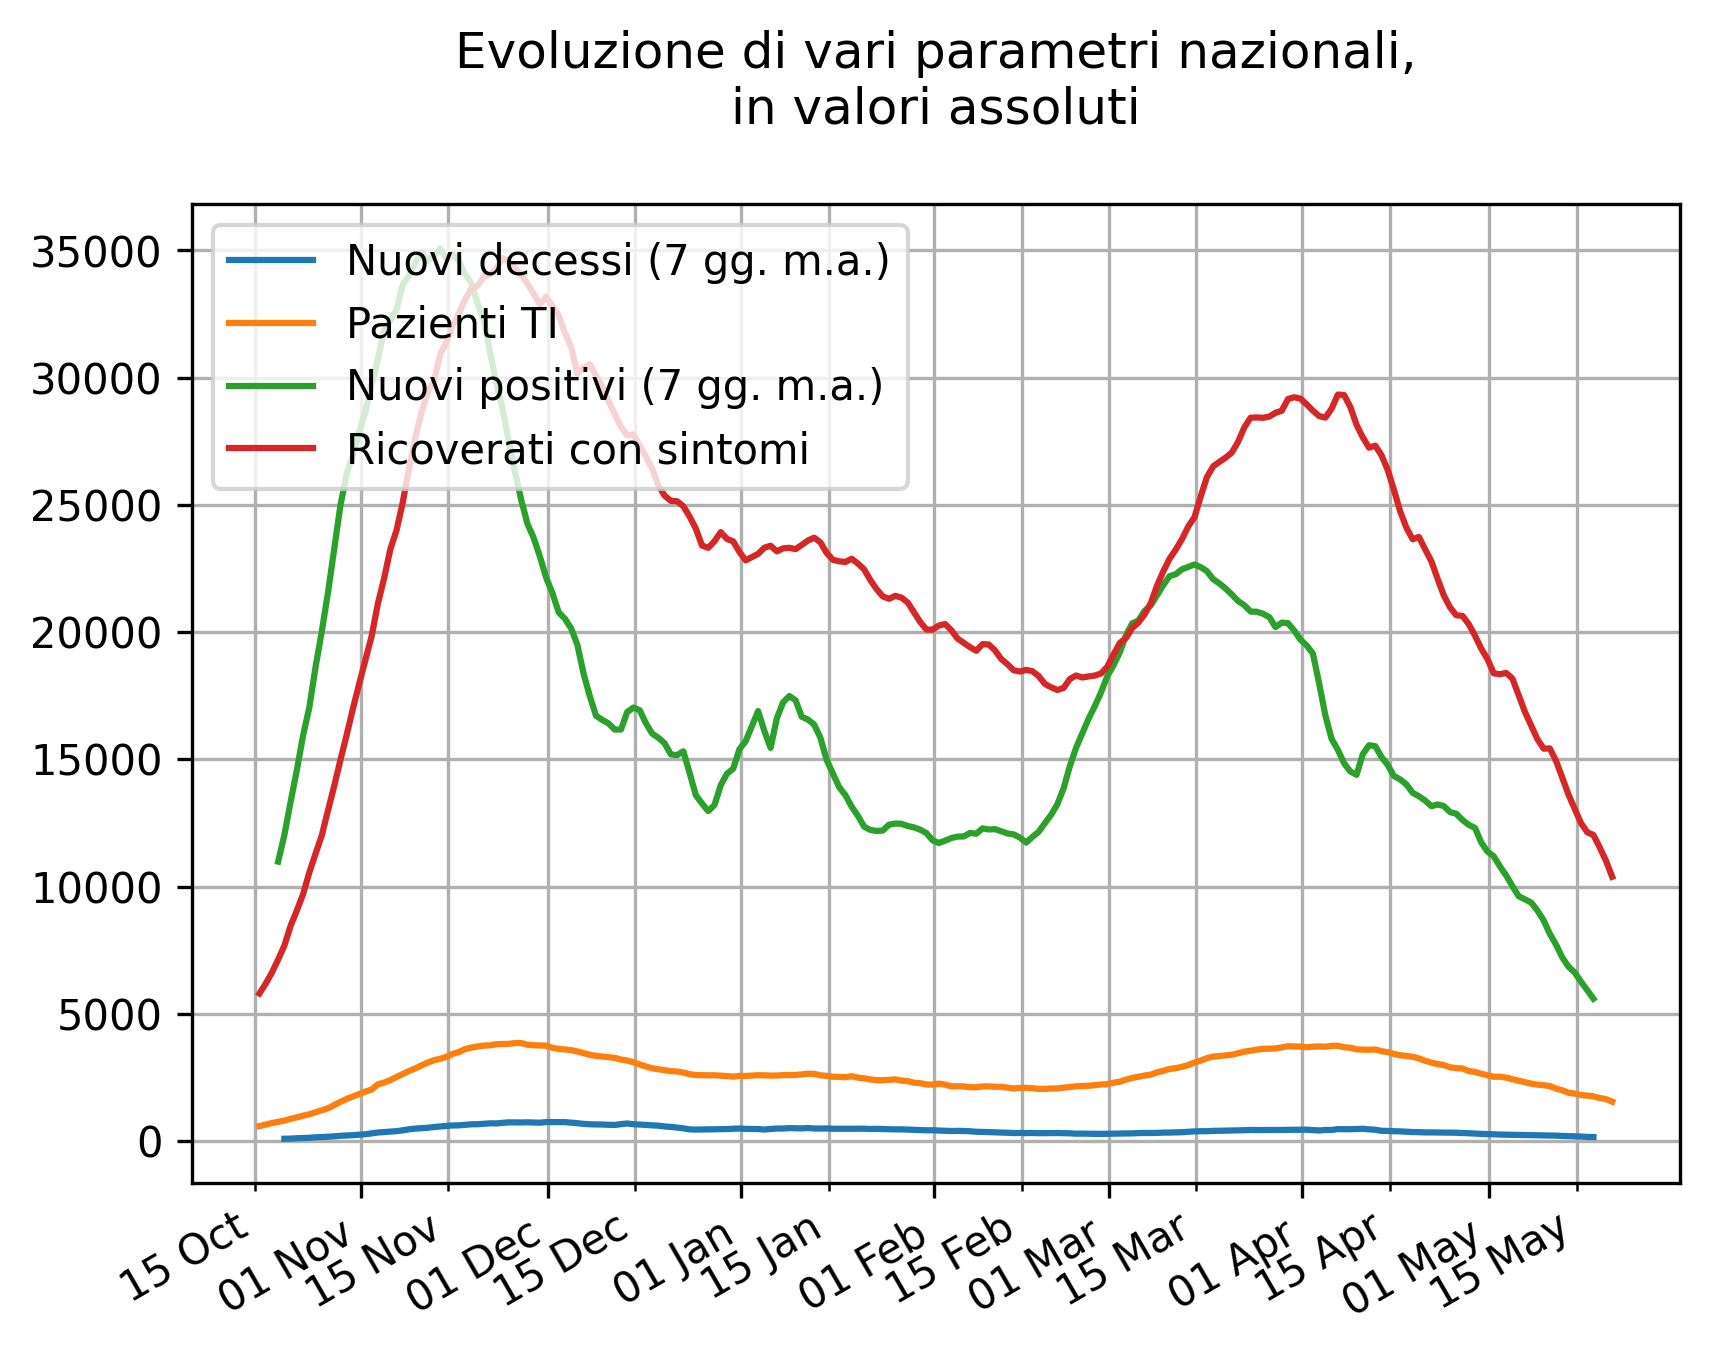 Evoluzione di vari parametri nazionali,
in valori assoluti
35000
30000
25000
20000
15000
10000
5000
0
Nuovi decessi (7 gg. m.a.)
Pazienti TI
Nuovi positivi (7 gg. m.a.)
Ricoverati con sintomi
15 Oct
01 Nov
15 Nov
01 Dec
15 Dec
01 Jan
15 Jan
01 Feb
15 Feb
01 Mar
15 Mar
01 Apr
15 Apr
01 May
15 May